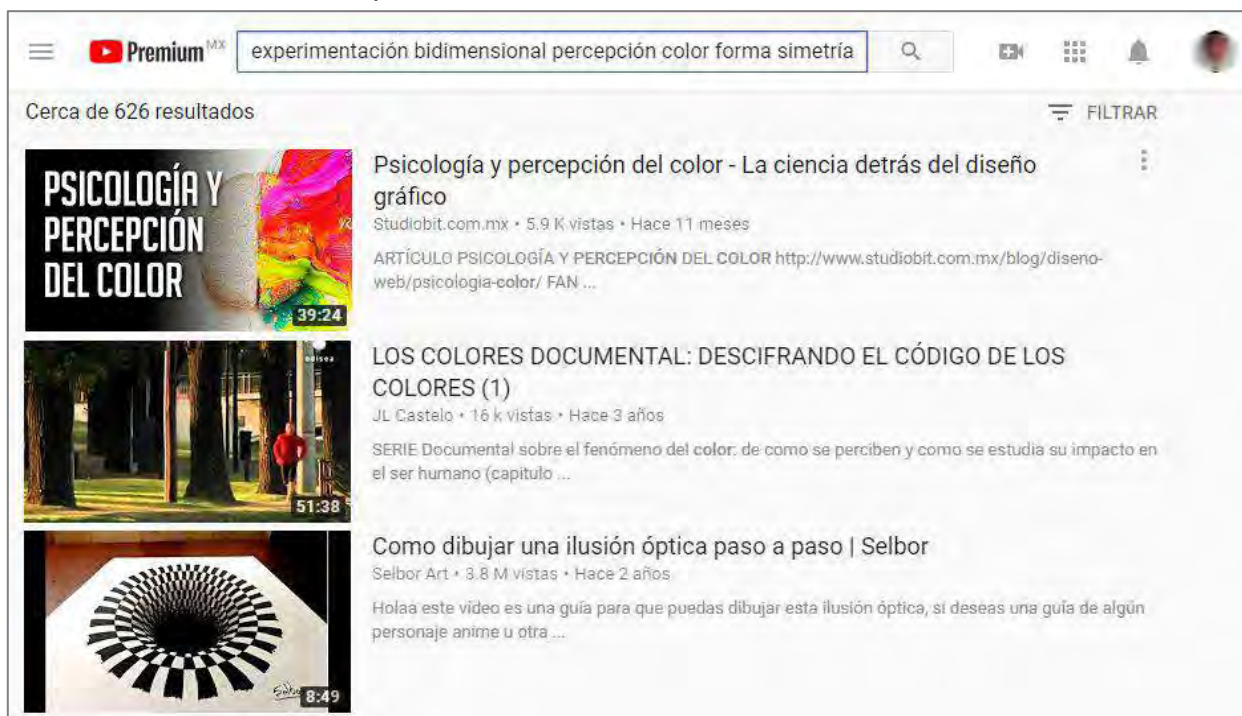 Premium MX
experimentación bidimensional percepción color forma simetría
Cerca de 626 resultados
FILTRAR
PSICOLOGÍA Y
PERCEPCIÓN
DEL COLOR
39:24
Psicología y percepción del color - La ciencia detrás del diseño
gráfico
Studiobit.com.mx • 5.9 K vistas • Hace 11 meses
ARTÍCULO PSICOLOGÍA Y PERCEPCIÓN DEL COLOR http://www.studiobit.com.mx/blog/diseno-
web/psicologia-color/ FAN ...
odisea
51:38
LOS COLORES DOCUMENTAL: DESCIFRANDO EL CÓDIGO DE LOS
COLORES (1)
JL Castelo • 16 k vistas • Hace 3 años
SERIE Documental sobre el fenómeno del color: de como se perciben y como se estudia su impacto en
el ser humano (capitulo ...
8:49
Como dibujar una ilusión óptica paso a paso | Selbor
Selbor Art • 3.8 M vistas • Hace 2 años
Holaa este video es una guía para que puedas dibujar esta ilusión óptica, si deseas una guía de algún
personaje anime u otra ...